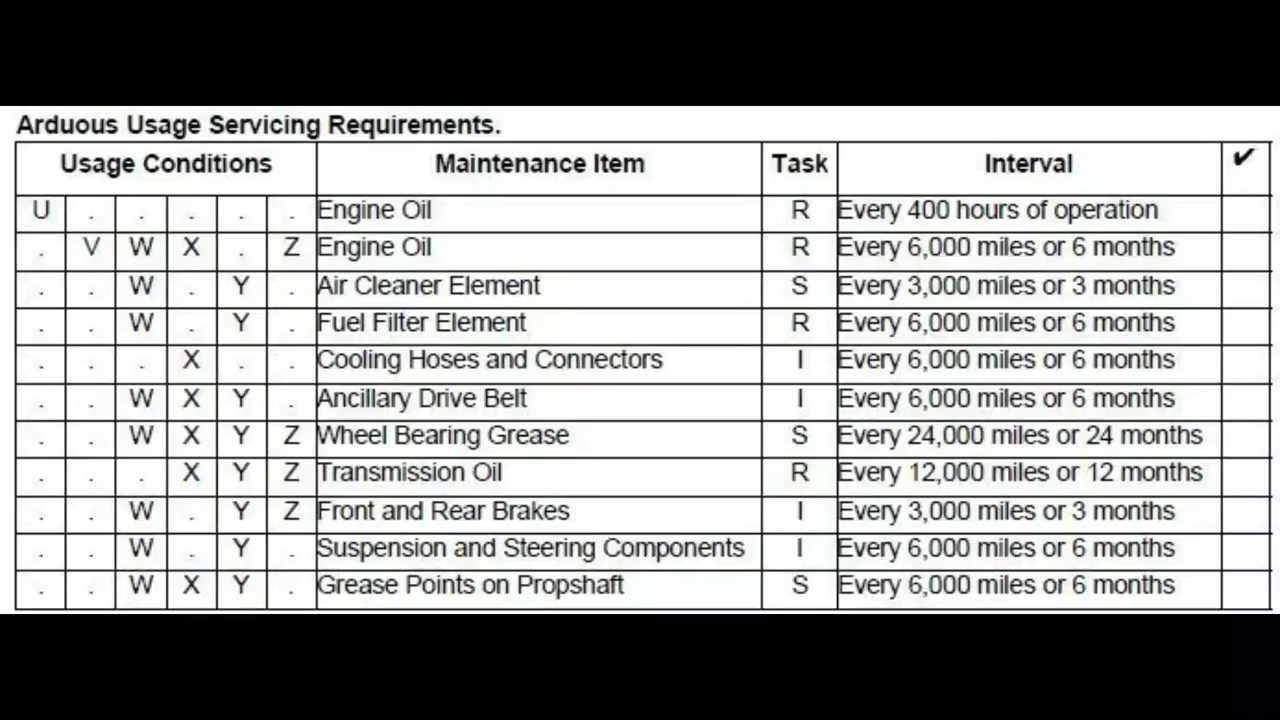 Arduous Usage Servicing Requirements.
Usage Conditions Maintenance Item Task Interval ✔
U . . . . . Engine Oil R Every 400 hours of operation
. V W X . Z Engine Oil R Every 6,000 miles or 6 months
. . W . Y . Air Cleaner Element S Every 3,000 miles or 3 months
. . W . Y . Fuel Filter Element R Every 6,000 miles or 6 months
. . . X . . Cooling Hoses and Connectors I Every 6,000 miles or 6 months
. . W X Y . Ancillary Drive Belt I Every 6,000 miles or 6 months
. . W X Y Z Wheel Bearing Grease S Every 24,000 miles or 24 months
. . . X Y Z Transmission Oil R Every 12,000 miles or 12 months
. . W . Y Z Front and Rear Brakes I Every 3,000 miles or 3 months
. . W . Y . Suspension and Steering Components I Every 6,000 miles or 6 months
. . W X Y . Grease Points on Propshaft S Every 6,000 miles or 6 months